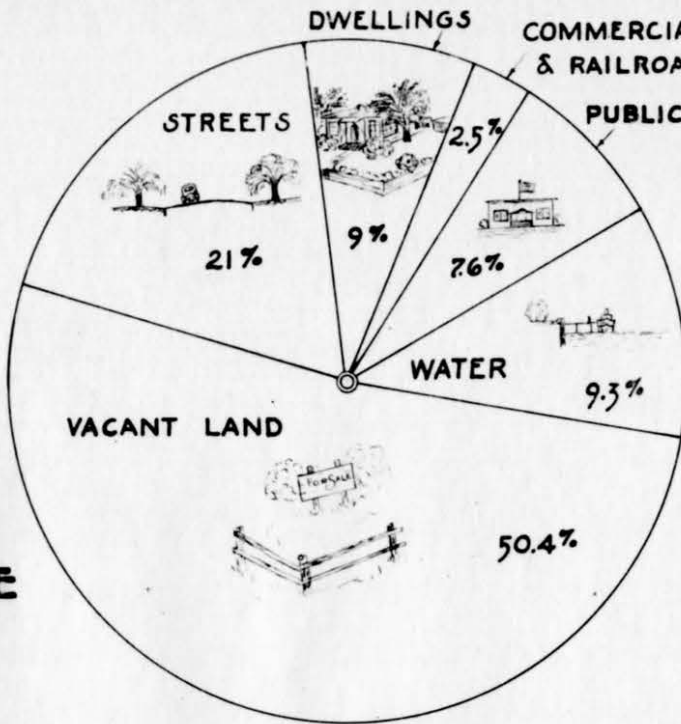 DWELLINGS
COMMERCIA
& RAILROA
PUBLIC
STREETS
2.5%
21%
9%
7.6%
WATER
9.3%
VACANT LAND
FOR SALE
50.4%